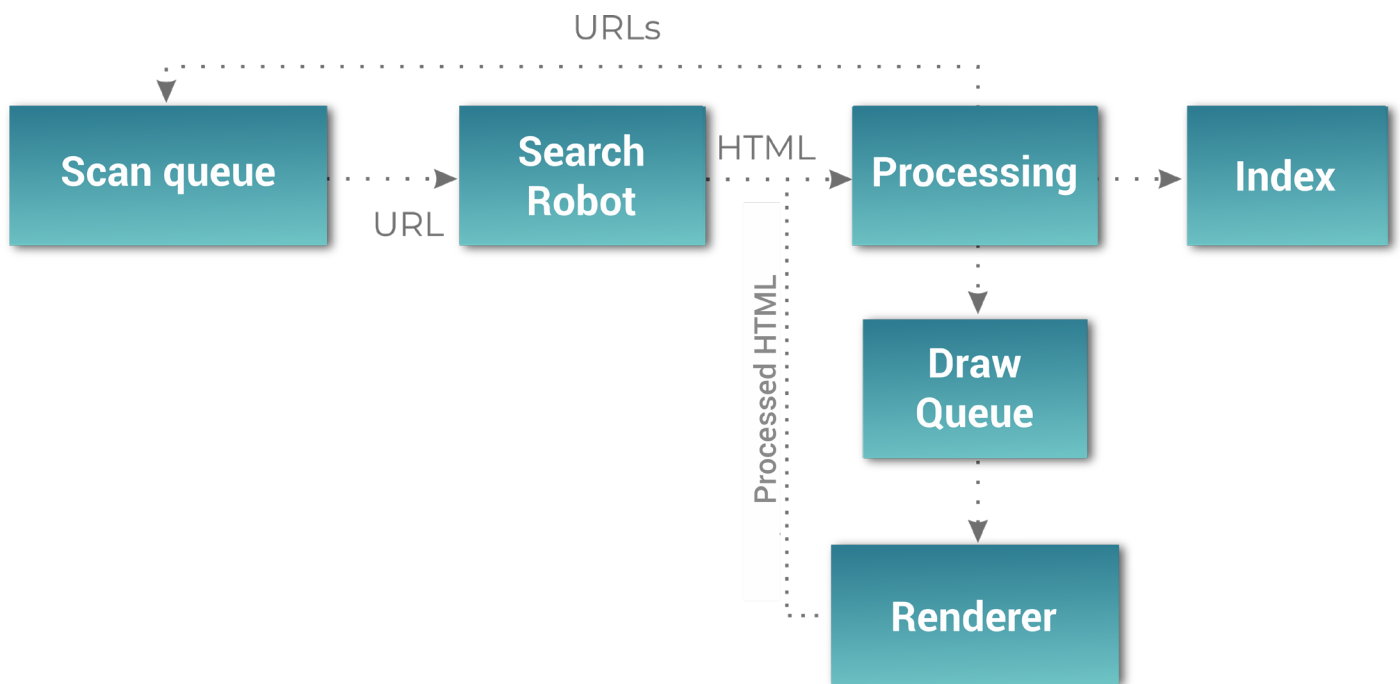 URLs
Scan queue
URL
Search
Robot
HTML
Processing
Index
Processed HTML
Draw
Queue
Renderer